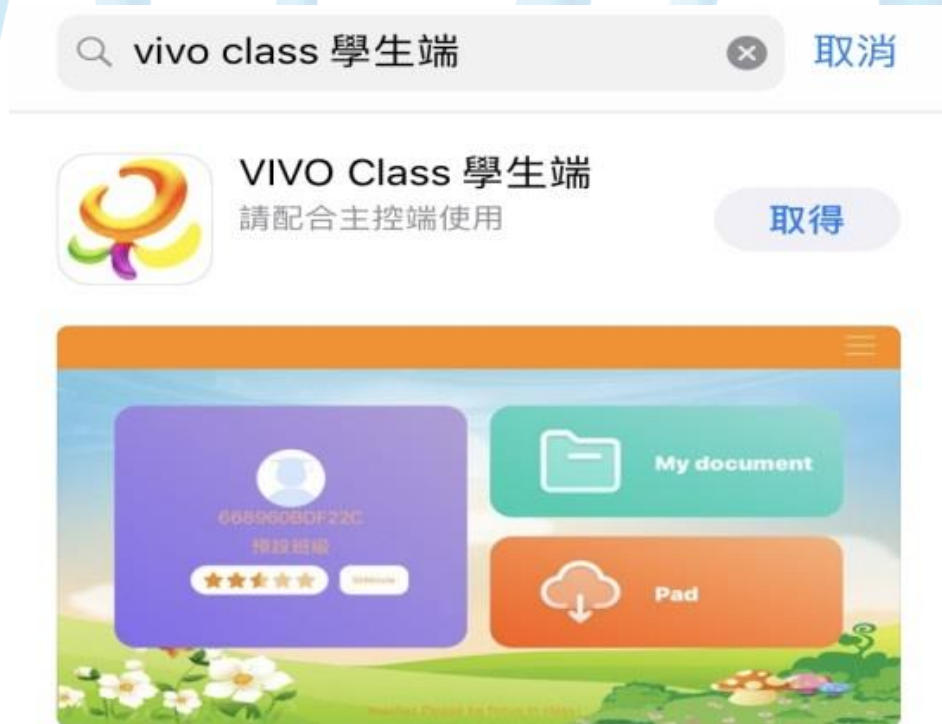 vivo class 學生端
取消
VIVO Class 學生端
請配合主控端使用
取得
My document
668960BDF22C
預設班級
Pad